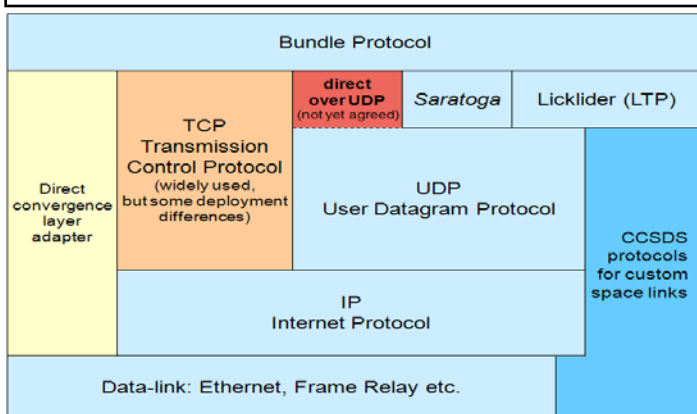 Bundle Protocol
direct
over UDP
(not yet agreed)
Saratoga
Licklider (LTP)
TCP
Transmission
Control Protocol
(widely used,
but some deployment
differences)
Direct
convergence
layer
adapter
UDP
User Datagram Protocol
CCSDS
protocols
for custom
space links
IP
Internet Protocol
Data-link: Ethernet, Frame Relay etc.